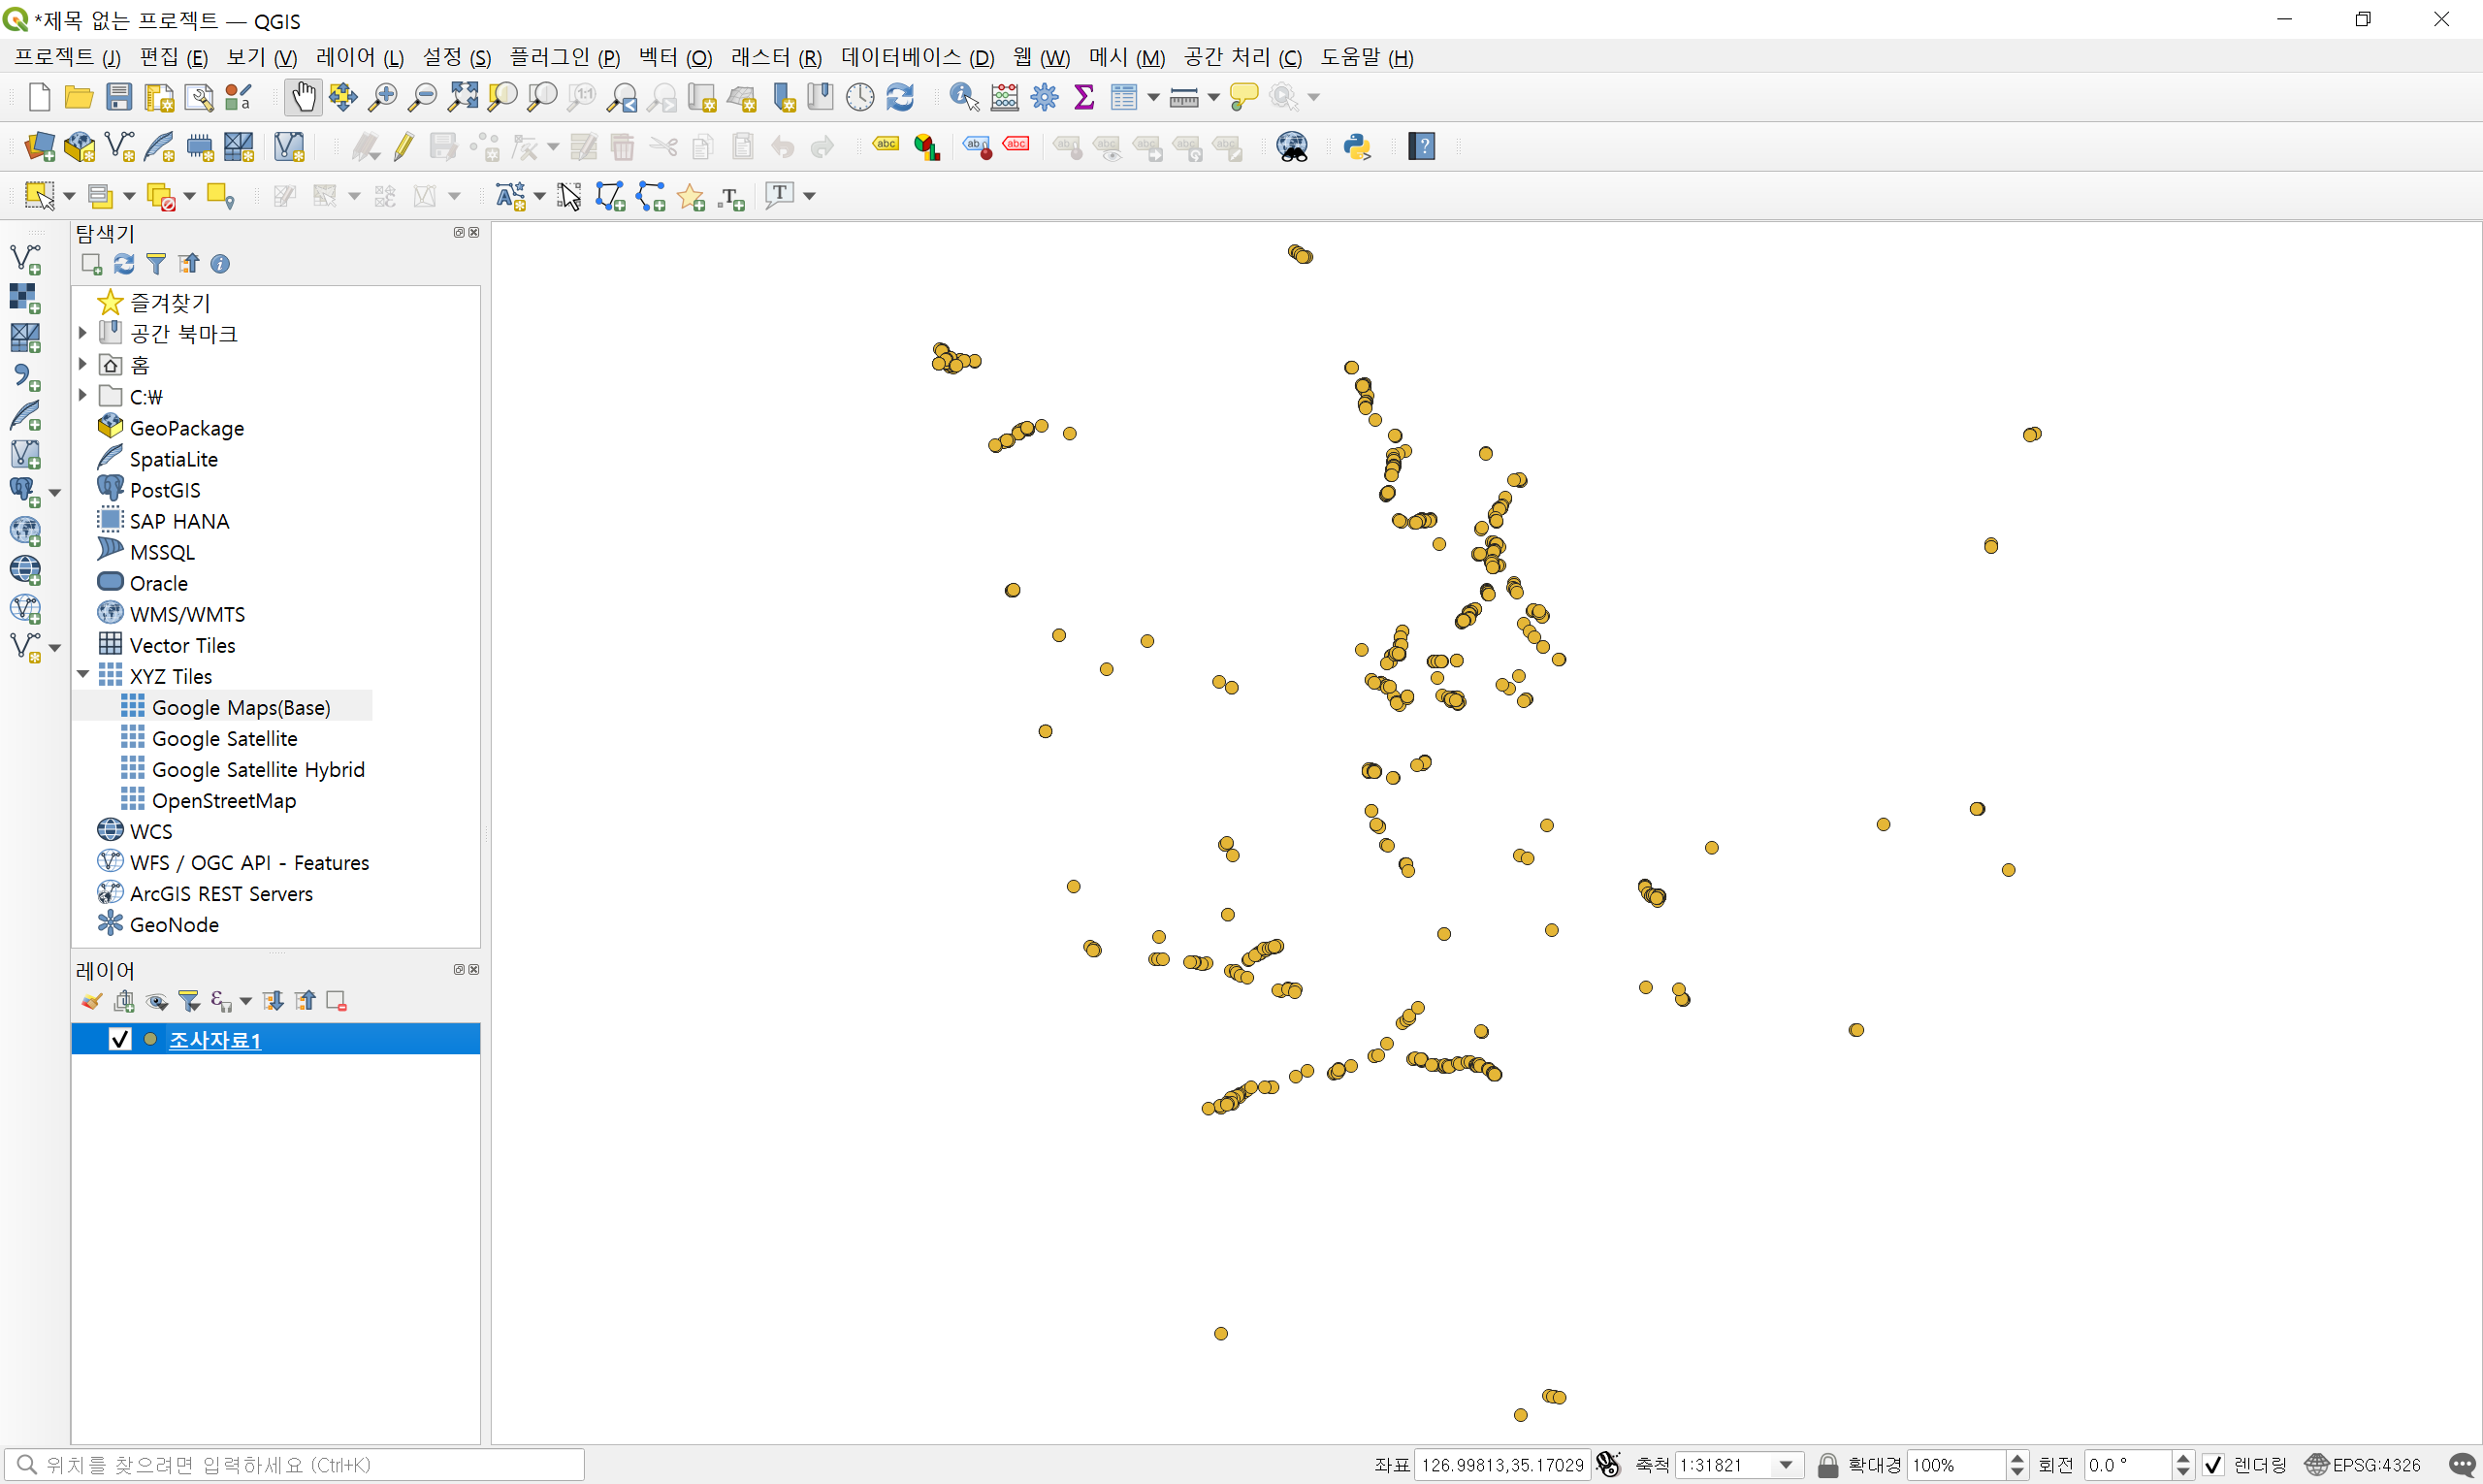 *제목 없는 프로젝트 — QGIS
프로젝트 (J) 편집 (E) 보기 (V) 레이어 (L) 설정 (S) 플러그인 (P) 벡터 (O) 래스터 (R) 데이터베이스 (D) 웹 (W) 메시 (M) 공간 처리 (C) 도움말 (H)
탐색기
즐겨찾기
공간 북마크
홈
C:₩
GeoPackage
SpatiaLite
PostGIS
SAP HANA
MSSQL
Oracle
WMS/WMTS
Vector Tiles
XYZ Tiles
Google Maps(Base)
Google Satellite
Google Satellite Hybrid
OpenStreetMap
WCS
WFS / OGC API - Features
ArcGIS REST Servers
GeoNode
레이어
조사자료1
위치를 찾으려면 입력하세요 (Ctrl+K) 좌표 126.99813,35.17029 축척 1:31821 확대경 100% 회전 0.0 ° 렌더링 EPSG:4326